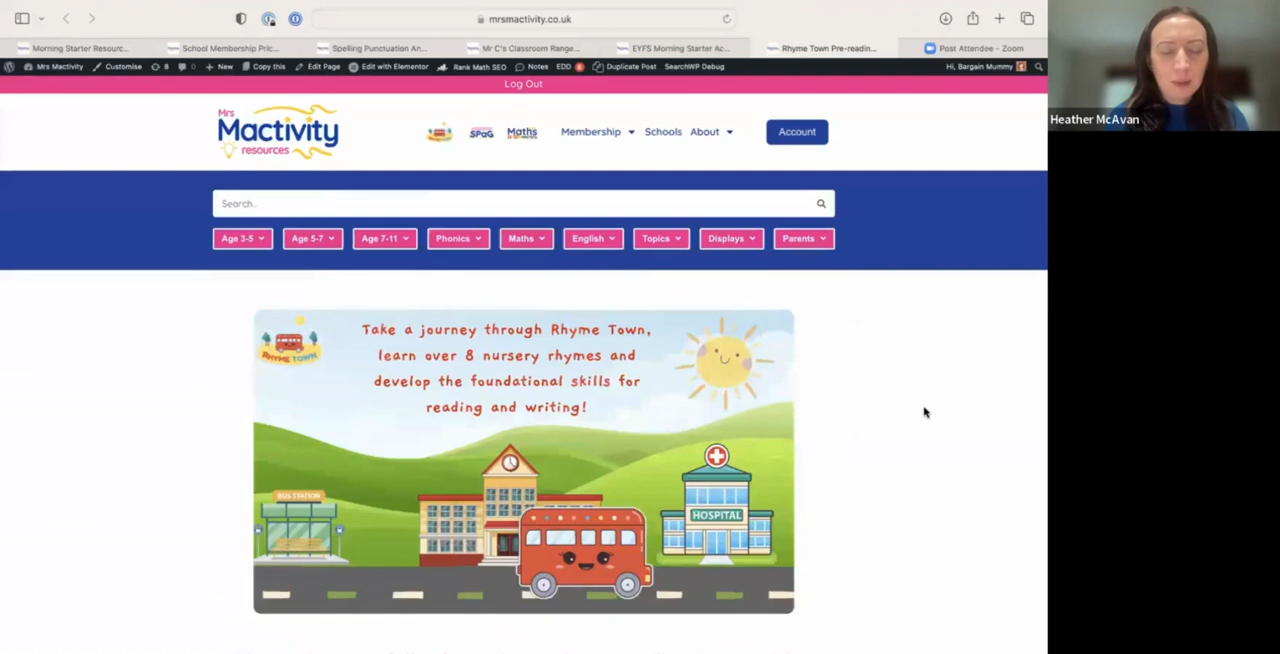 mrsmactivity.co.uk
Morning Starter Resourc...
School Membership Pric...
Spelling Punctuation An...
Mr C's Classroom Range...
EYFS Morning Starter Ac...
Rhyme Town Pre-readin...
Post Attendee - Zoom
Mrs Mactivity
Customise
8
0
New
Copy this
Edit Page
Edit with Elementor
Rank Math SEO
Notes
EDD
Duplicate Post
SearchWP Debug
Hi, Bargain Mummy
Log Out
Mrs
Mactivity
resources
SPaG
Maths
Membership
Schools
About
Account
Search..
Age 3-5
Age 5-7
Age 7-11
Phonics
Maths
English
Topics
Displays
Parents
RHYME TOWN
Take a journey through Rhyme Town,
learn over 8 nursery rhymes and
develop the foundational skills for
reading and writing!
BUS STATION
HOSPITAL
Heather McAvan